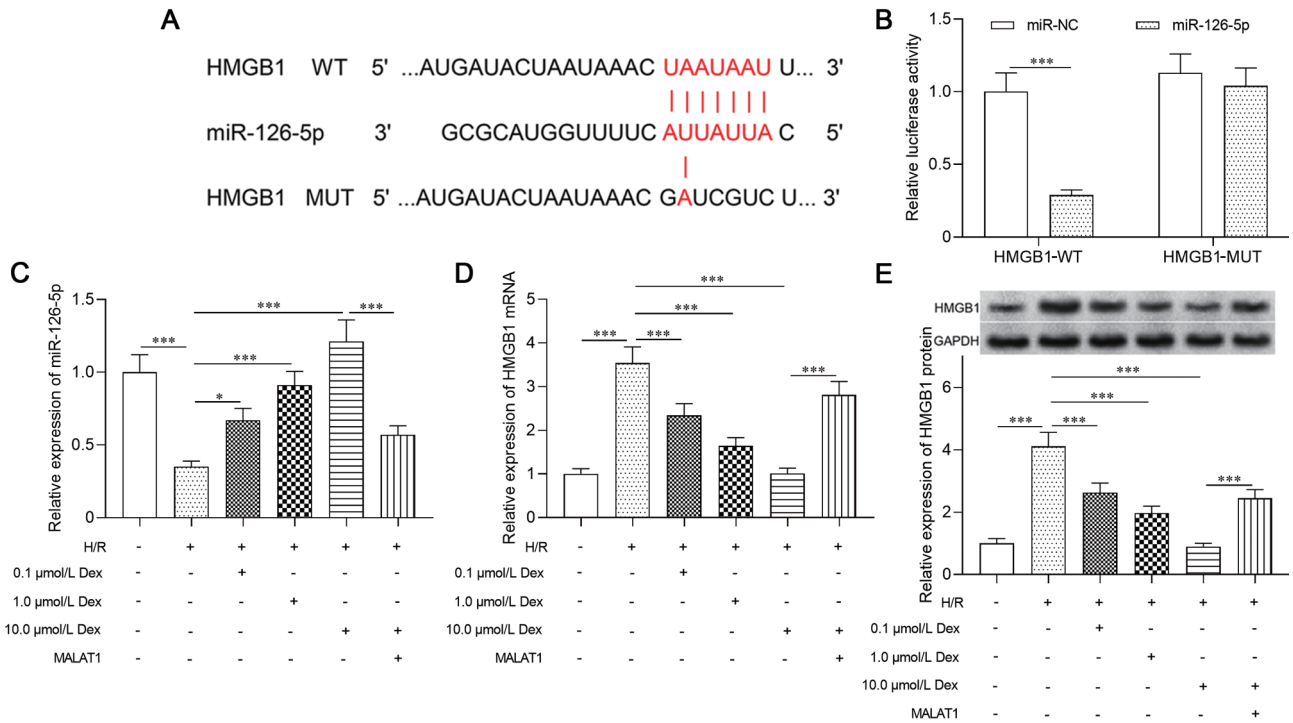 A
HMGB1 WT 5' ...AUGAUACUAAUAAAC UAAUAAU U... 3'
miR-126-5p 3' GCGCAUGGUUUUC AUUAUUA C 5'
HMGB1 MUT 5' ...AUGAUACUAAUAAAC GAUCGUC U... 3'
B
miR-NC miR-126-5p
Relative luciferase activity
1.5
1.0
0.5
0
***
HMGB1-WT HMGB1-MUT
C
Relative expression of miR-126-5p
1.5
1.0
0.5
0
*** *** *** * ***
H/R - + + + + +
0.1 μmol/L Dex - - + - - -
1.0 μmol/L Dex - - - + - -
10.0 μmol/L Dex - - - - + +
MALAT1 - - - - - +
D
Relative expression of HMGB1 mRNA
5
4
3
2
1
0
*** *** *** *** ***
H/R - + + + + +
0.1 μmol/L Dex - - + - - -
1.0 μmol/L Dex - - - + - -
10.0 μmol/L Dex - - - - + +
MALAT1 - - - - - +
E
HMGB1
GAPDH
Relative expression of HMGB1 protein
6
4
2
0
*** *** *** *** ***
H/R - + + + + +
0.1 μmol/L Dex - - + - - -
1.0 μmol/L Dex - - - + - -
10.0 μmol/L Dex - - - - + +
MALAT1 - - - - - +